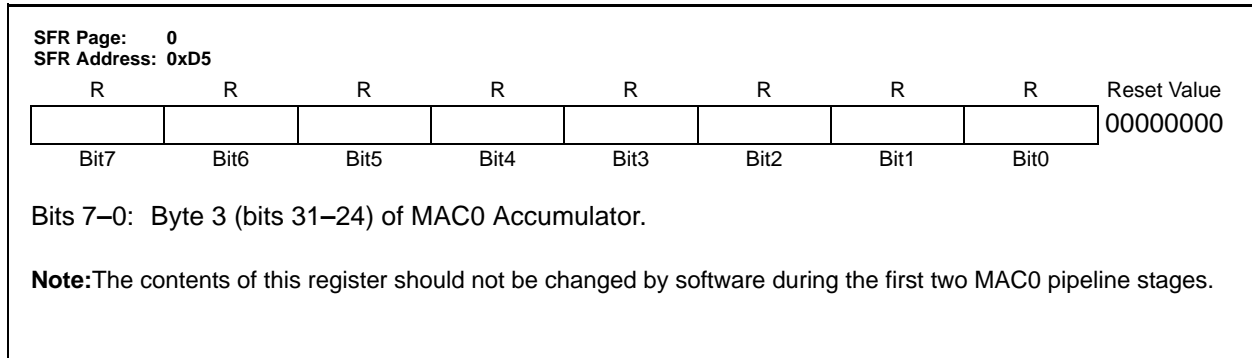 SFR Page: 0
SFR Address: 0xD5
R R R R R R R R Reset Value
00000000
Bit7 Bit6 Bit5 Bit4 Bit3 Bit2 Bit1 Bit0
Bits 7–0: Byte 3 (bits 31–24) of MAC0 Accumulator.
Note:The contents of this register should not be changed by software during the first two MAC0 pipeline stages.